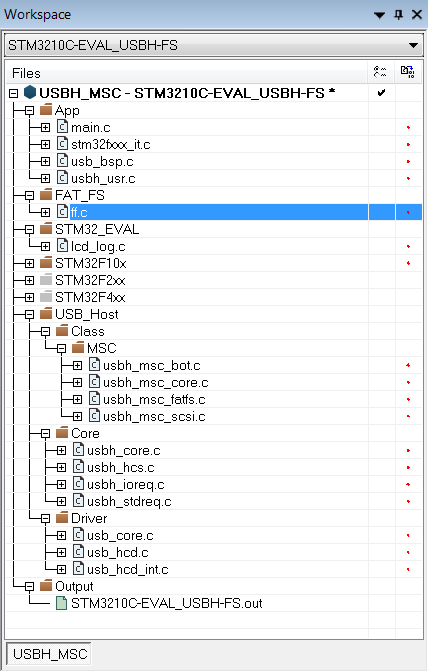 Workspace
STM3210C-EVAL_USBH-FS
Files
USBH_MSC - STM3210C-EVAL_USBH-FS *
App
main.c
stm32fxxx_it.c
usb_bsp.c
usbh_usr.c
FAT_FS
ff.c
STM32_EVAL
lcd_log.c
STM32F10x
STM32F2xx
STM32F4xx
USB_Host
Class
MSC
usbh_msc_bot.c
usbh_msc_core.c
usbh_msc_fatfs.c
usbh_msc_scsi.c
Core
usbh_core.c
usbh_hcs.c
usbh_ioreq.c
usbh_stdreq.c
Driver
usb_core.c
usb_hcd.c
usb_hcd_int.c
Output
STM3210C-EVAL_USBH-FS.out
USBH_MSC